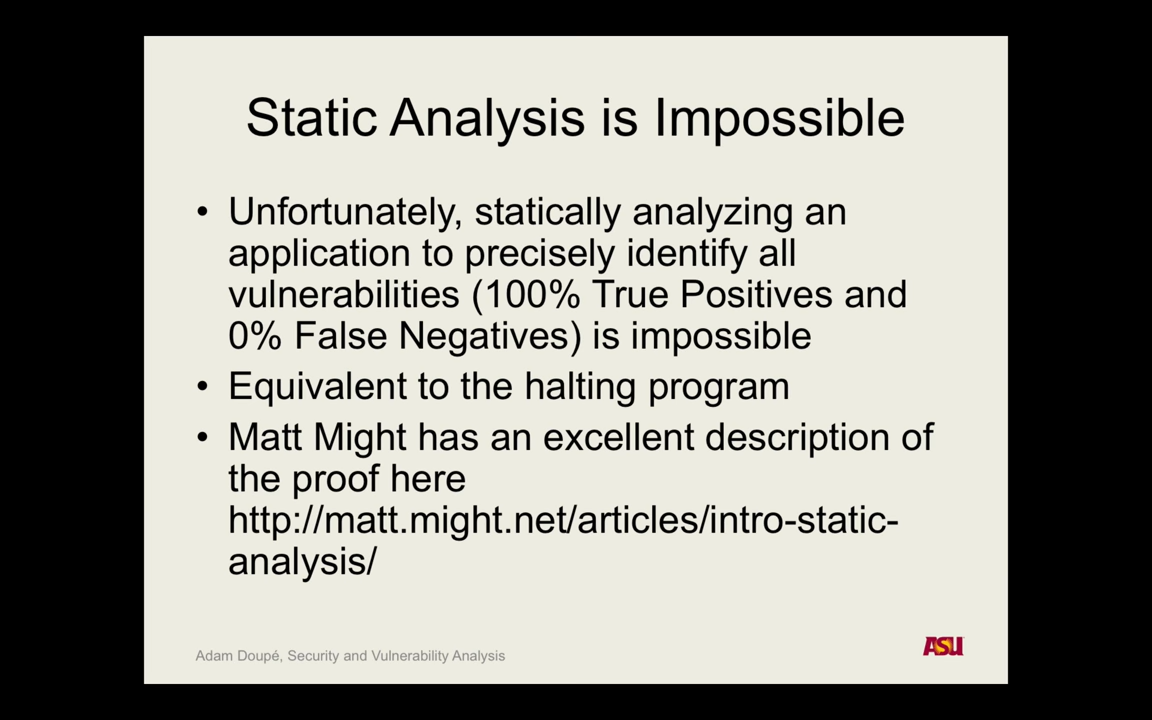 Static Analysis is Impossible
• Unfortunately, statically analyzing an
application to precisely identify all
vulnerabilities (100% True Positives and
0% False Negatives) is impossible
• Equivalent to the halting program
• Matt Might has an excellent description of
the proof here
http://matt.might.net/articles/intro-static-
analysis/
Adam Doupé, Security and Vulnerability Analysis
ASU